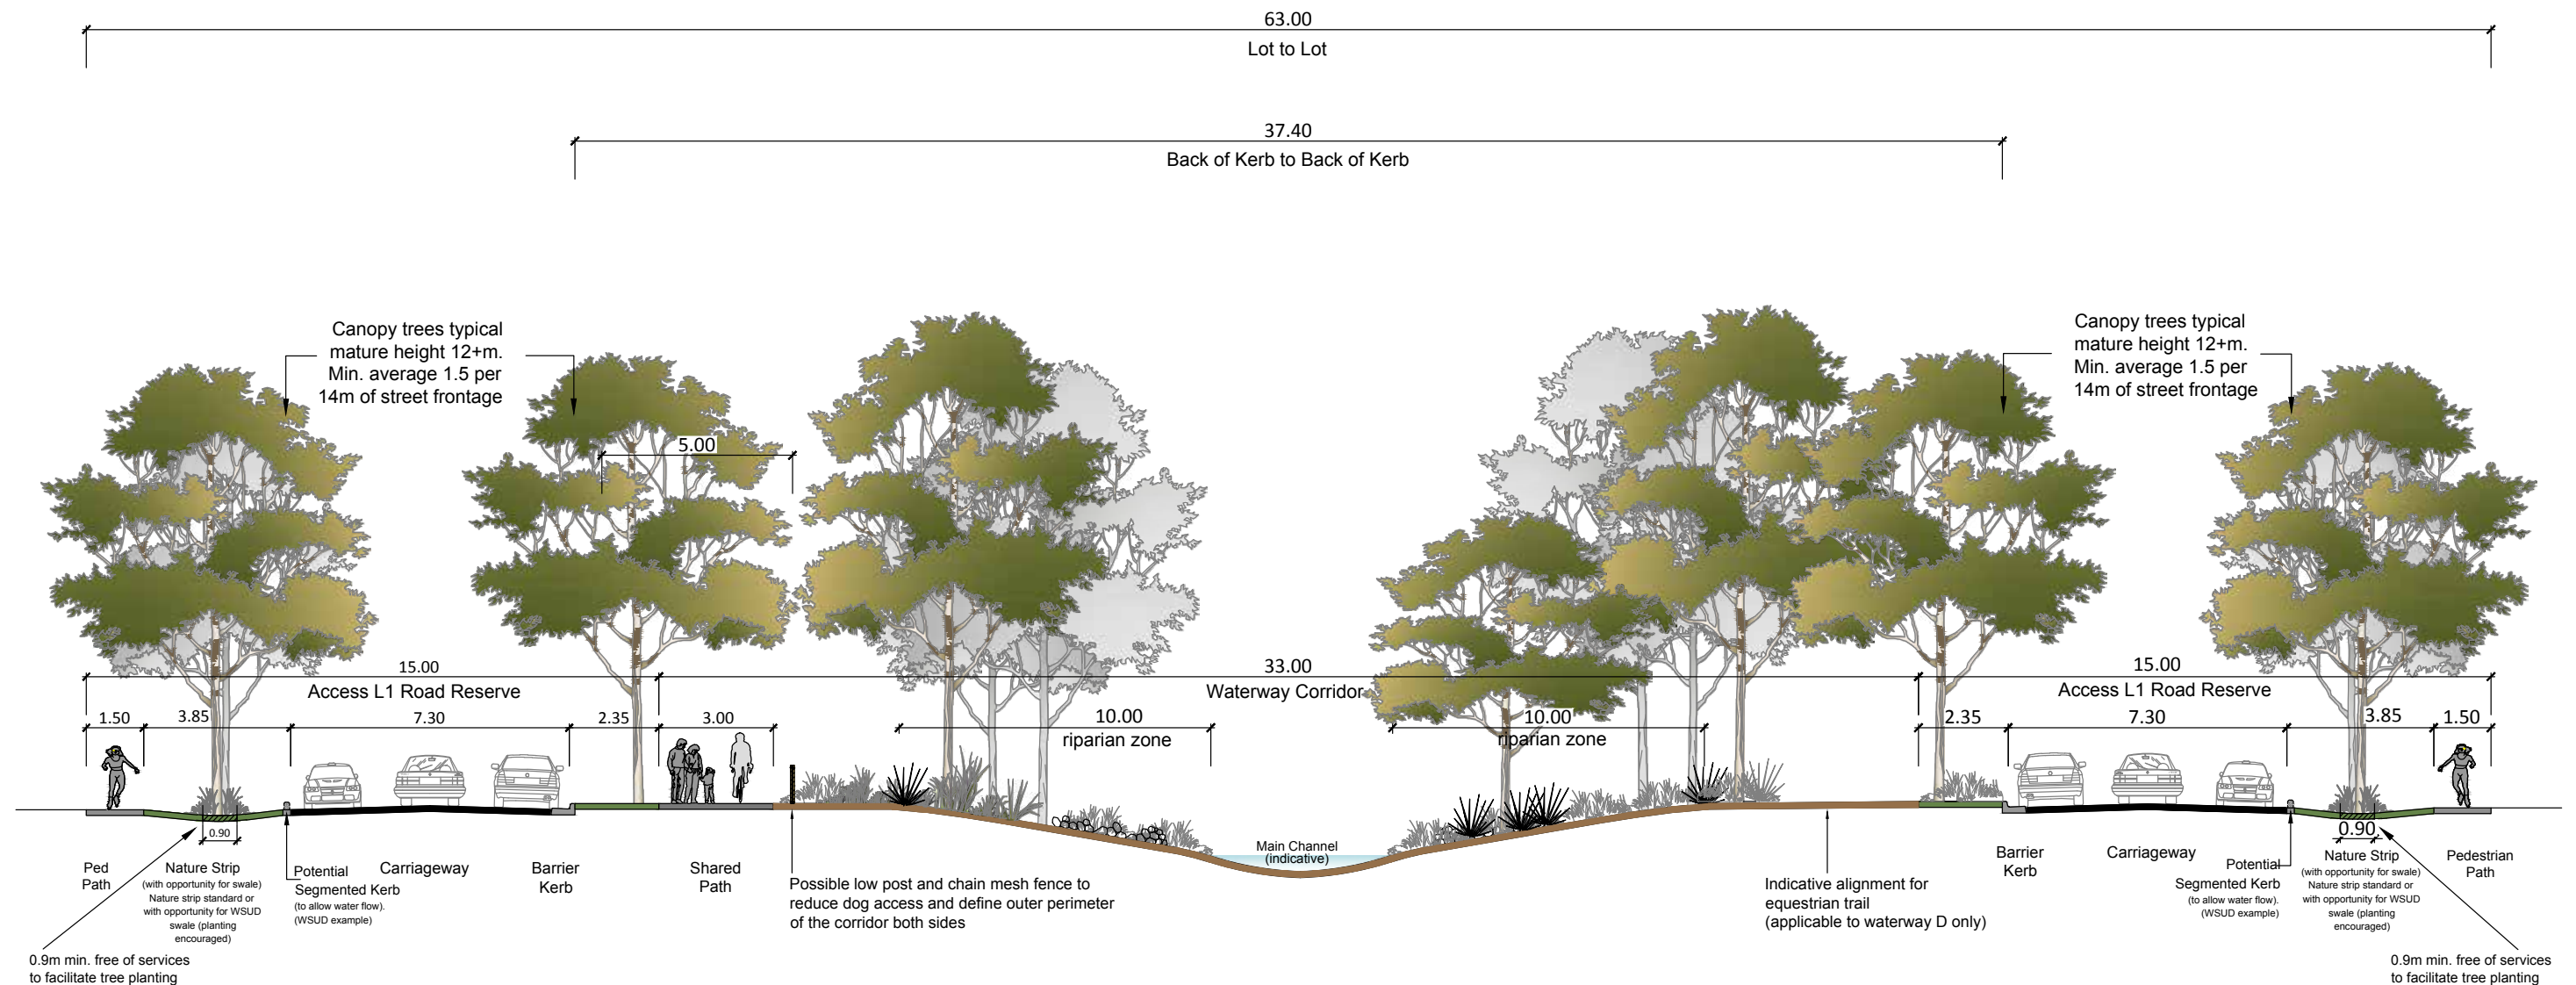 63.00
Lot to Lot
37.40
Back of Kerb to Back of Kerb
Canopy trees typical
mature height 12+m.
Min. average 1.5 per
14m of street frontage
Canopy trees typical
mature height 12+m.
Min. average 1.5 per
14m of street frontage
5.00
15.00
Access L1 Road Reserve
33.00
Waterway Corridor
15.00
Access L1 Road Reserve
1.50
3.85
7.30
2.35
3.00
10.00
riparian zone
10.00
riparian zone
2.35
7.30
3.85
1.50
0.90
0.90
Main Channel
(indicative)
Ped
Path
Nature Strip
(with opportunity for swale)
Nature strip standard or
with opportunity for WSUD
swale (planting
encouraged)
Potential
Segmented Kerb
(to allow water flow).
(WSUD example)
Carriageway
Barrier
Kerb
Shared
Path
Possible low post and chain mesh fence to
reduce dog access and define outer perimeter
of the corridor both sides
Indicative alignment for
equestrian trail
(applicable to waterway D only)
Barrier
Kerb
Carriageway
Potential
Segmented Kerb
(to allow water flow).
(WSUD example)
Nature Strip
(with opportunity for swale)
Nature strip standard or
with opportunity for WSUD
swale (planting
encouraged)
Pedestrian
Path
0.9m min. free of services
to facilitate tree planting
0.9m min. free of services
to facilitate tree planting